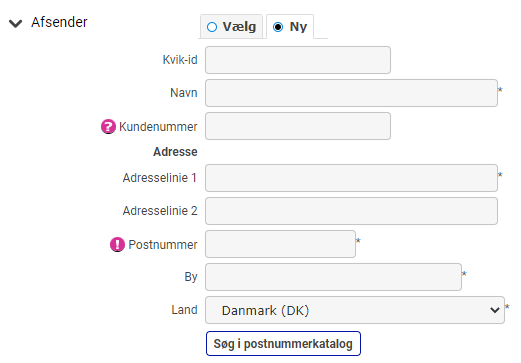 Afsender
Vælg Ny
Kvik-id
Navn *
? Kundenummer
Adresse
Adresselinie 1 *
Adresselinie 2
! Postnummer *
By *
Land Danmark (DK) *
Søg i postnummerkatalog